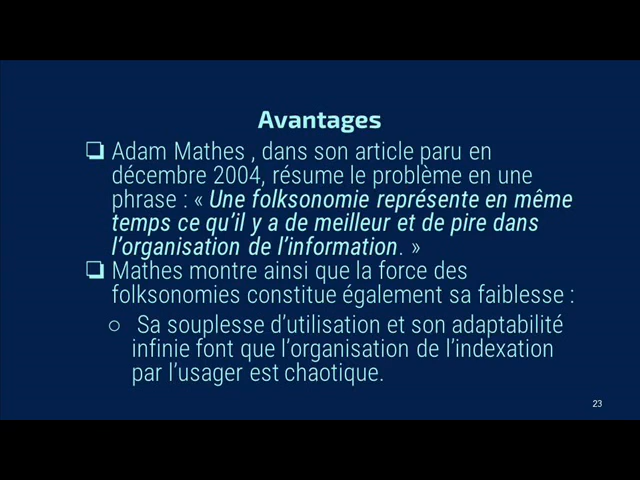 Avantages
❏ Adam Mathes , dans son article paru en
décembre 2004, résume le problème en une
phrase : « Une folksonomie représente en même
temps ce qu’il y a de meilleur et de pire dans
l’organisation de l’information. »
❏ Mathes montre ainsi que la force des
folksonomies constitue également sa faiblesse :
○ Sa souplesse d’utilisation et son adaptabilité
infinie font que l’organisation de l’indexation
par l’usager est chaotique.
23